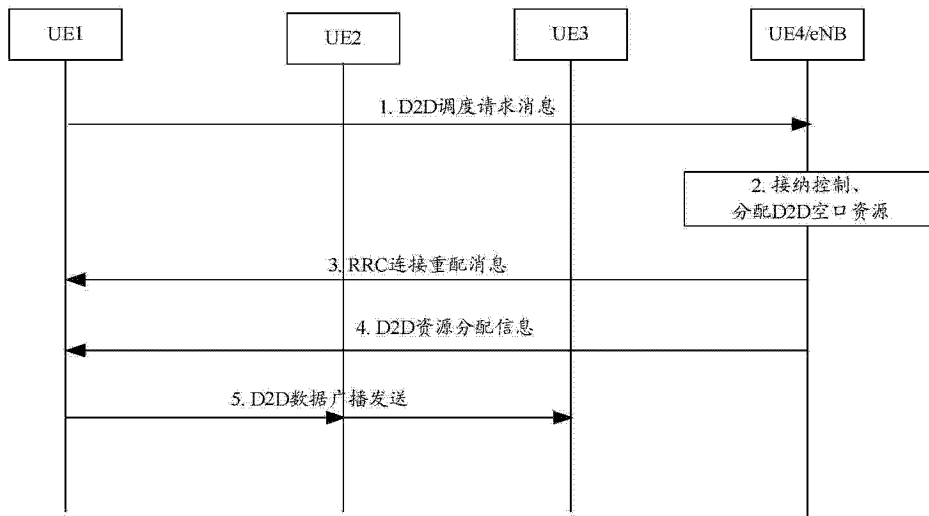 UE1
UE2
UE3
UE4/eNB
1. D2D调度请求消息
2. 接纳控制、
分配D2D空口资源
3. RRC连接重配消息
4. D2D资源分配信息
5. D2D数据广播发送